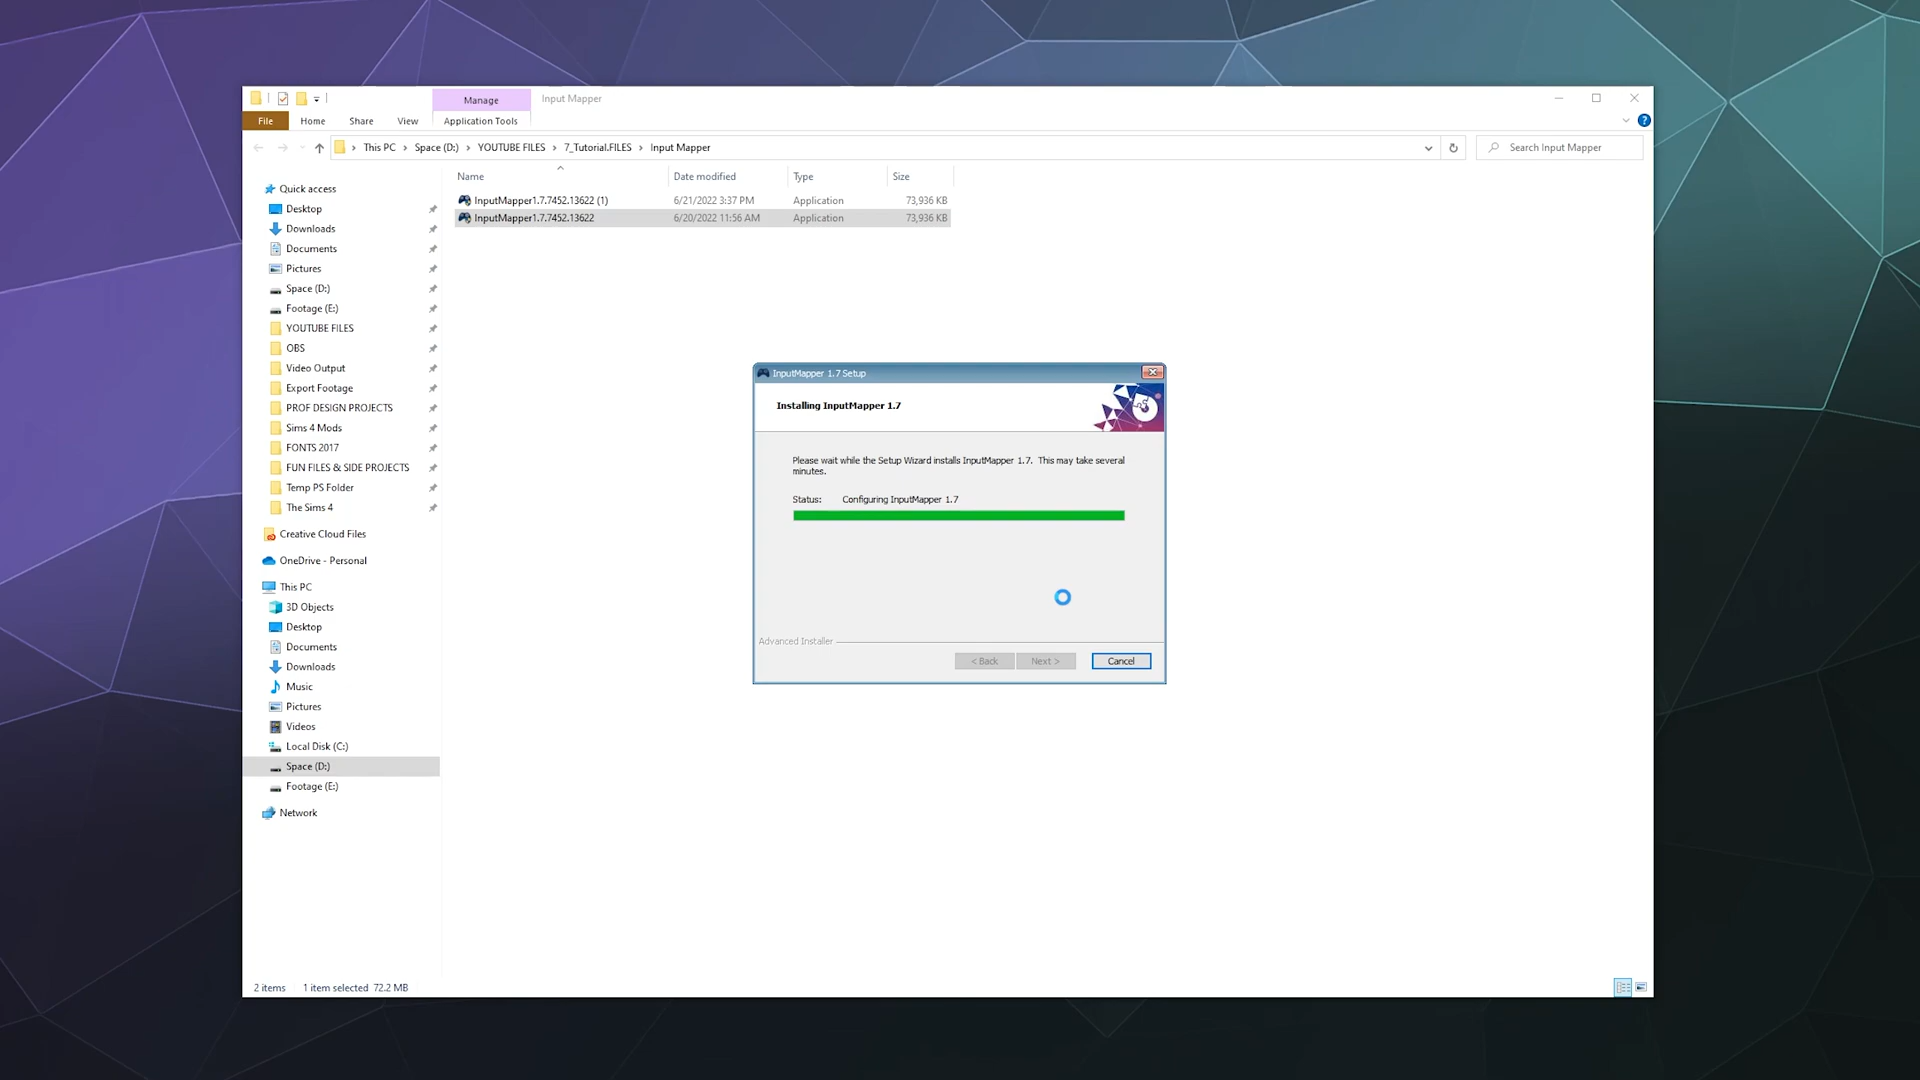 Manage
Input Mapper
File
Home
Share
View
Application Tools
This PC
Space (D:)
YOUTUBE FILES
7_Tutorial.FILES
Input Mapper
Search Input Mapper
Name
Date modified
Type
Size
InputMapper1.7.7452.13622 (1)
6/21/2022 3:37 PM
Application
73,936 KB
InputMapper1.7.7452.13622
6/20/2022 11:56 AM
Application
73,936 KB
Quick access
Desktop
Downloads
Documents
Pictures
Space (D:)
Footage (E:)
YOUTUBE FILES
OBS
Video Output
Export Footage
PROF DESIGN PROJECTS
Sims 4 Mods
FONTS 2017
FUN FILES & SIDE PROJECTS
Temp PS Folder
The Sims 4
Creative Cloud Files
OneDrive - Personal
This PC
3D Objects
Desktop
Documents
Downloads
Music
Pictures
Videos
Local Disk (C:)
Space (D:)
Footage (E:)
Network
InputMapper 1.7 Setup
Installing InputMapper 1.7
Please wait while the Setup Wizard installs InputMapper 1.7. This may take several
minutes.
Status: Configuring InputMapper 1.7
Advanced Installer
< Back
Next >
Cancel
2 items
1 item selected 72.2 MB